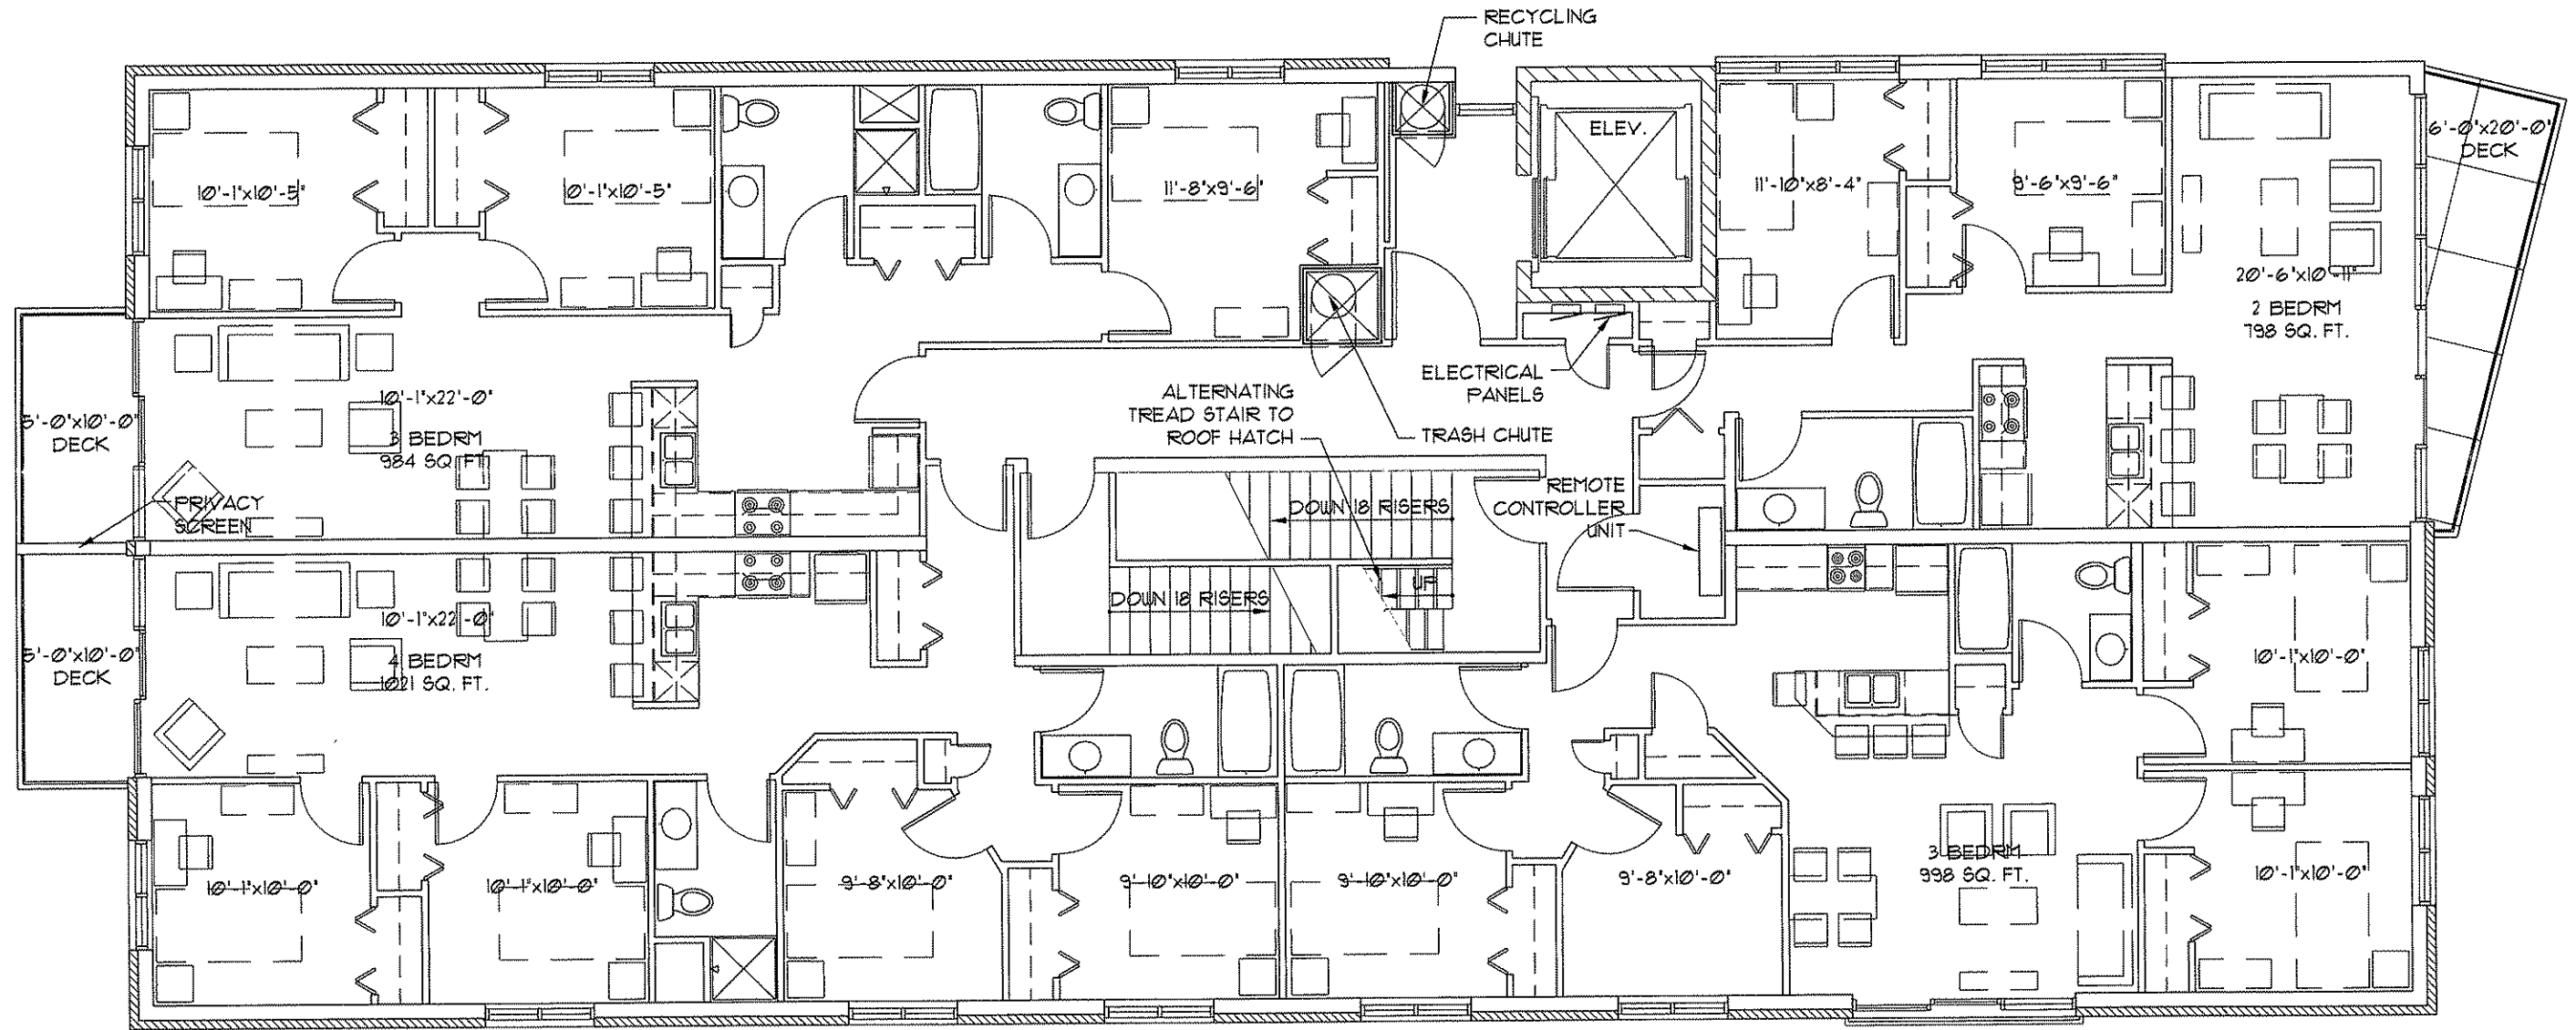 RECYCLING
CHUTE
ELEV.
6'-0"x20'-0"
DECK
10'-1"x10'-5"
10'-1"x10'-5"
11'-8"x9'-6"
11'-10"x8'-4"
9'-6"x9'-6"
20'-6"x10'-11"
2 BEDRM
798 SQ. FT.
ELECTRICAL
PANELS
ALTERNATING
TREAD STAIR TO
ROOF HATCH
TRASH CHUTE
10'-1"x22'-0"
3 BEDRM
984 SQ. FT.
5'-0"x10'-0"
DECK
PRIVACY
SCREEN
REMOTE
CONTROLLER
UNIT
DOWN 18 RISERS
DOWN 18 RISERS
UP
10'-1"x22'-0"
4 BEDRM
1021 SQ. FT.
5'-0"x10'-0"
DECK
10'-1"x10'-0"
3 BEDRM
998 SQ. FT.
10'-1"x10'-0"
10'-1"x10'-0"
9'-8"x10'-0"
9'-10"x10'-0"
9'-10"x10'-0"
9'-8"x10'-0"
10'-1"x10'-0"